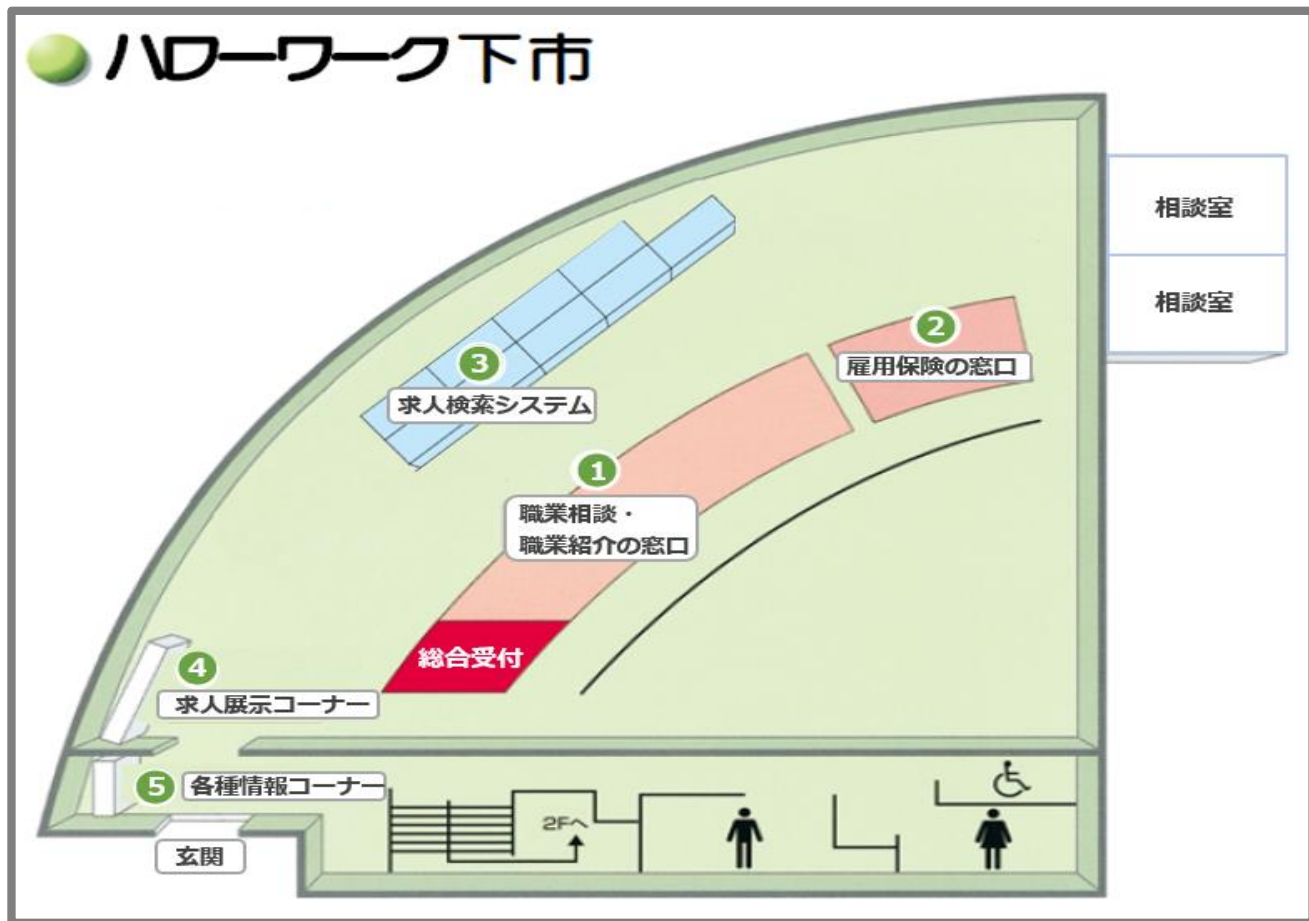 ハローワーク下市
相談室
相談室
2
雇用保険の窓口
3
求人検索システム
1
職業相談・
職業紹介の窓口
総合受付
4
求人展示コーナー
5
各種情報コーナー
2Fへ
玄関